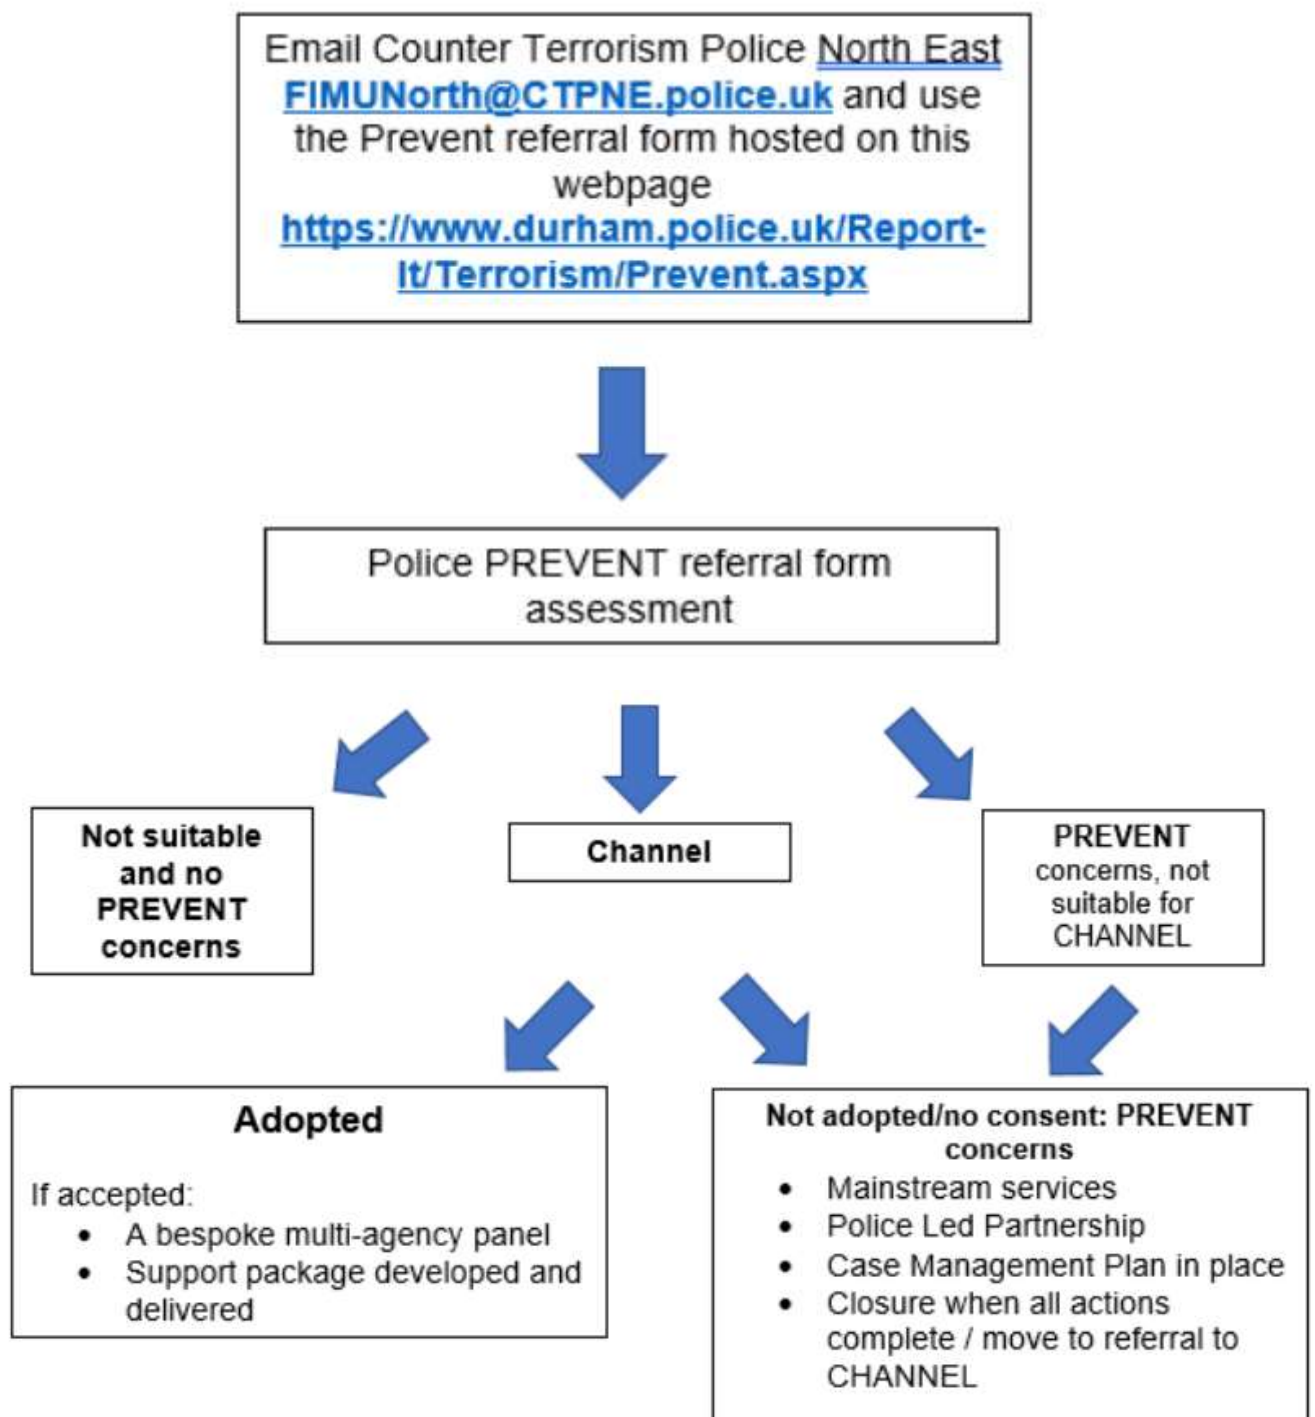 Email Counter Terrorism Police North East
FIMUNorth@CTPNE.police.uk and use
the Prevent referral form hosted on this
webpage
https://www.durham.police.uk/Report-
It/Terrorism/Prevent.aspx
Police PREVENT referral form
assessment
Not suitable
and no
PREVENT
concerns
Channel
PREVENT
concerns, not
suitable for
CHANNEL
Adopted
If accepted:
• A bespoke multi-agency panel
• Support package developed and
delivered
Not adopted/no consent: PREVENT
concerns
• Mainstream services
• Police Led Partnership
• Case Management Plan in place
• Closure when all actions
complete / move to referral to
CHANNEL